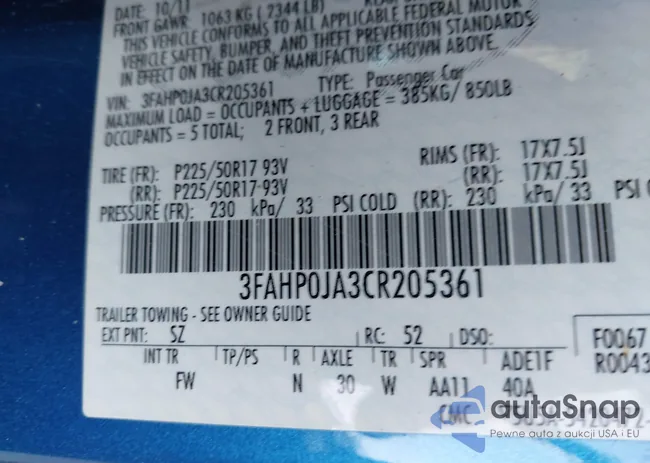 DATE: 10/11
FRONT GAWR: 1063 KG ( 2344 LB)
THIS VEHICLE CONFORMS TO ALL APPLICABLE FEDERAL MOTOR
VEHICLE SAFETY, BUMPER, AND THEFT PREVENTION STANDARDS
IN EFFECT ON THE DATE OF MANUFACTURE SHOWN ABOVE.
VIN: 3FAHP0JA3CR205361 TYPE: Passenger Car
MAXIMUM LOAD = OCCUPANTS + LUGGAGE = 385KG/ 850LB
OCCUPANTS = 5 TOTAL; 2 FRONT, 3 REAR
TIRE (FR): P225/50R17 93V RIMS (FR): 17X7.5J
(RR): P225/50R17 93V (RR): 17X7.5J
PRESSURE (FR): 230 kPa/ 33 PSI COLD (RR): 230 kPa/ 33 PSI
3FAHP0JA3CR205361
TRAILER TOWING - SEE OWNER GUIDE
EXT PNT: SZ RC: 52 DSO: F0067
INT TR TP/PS R AXLE TR SPR ADE1F R0043
FW N 30 W AA11 40A
autoSnap
Pewne auto z aukcji USA i EU